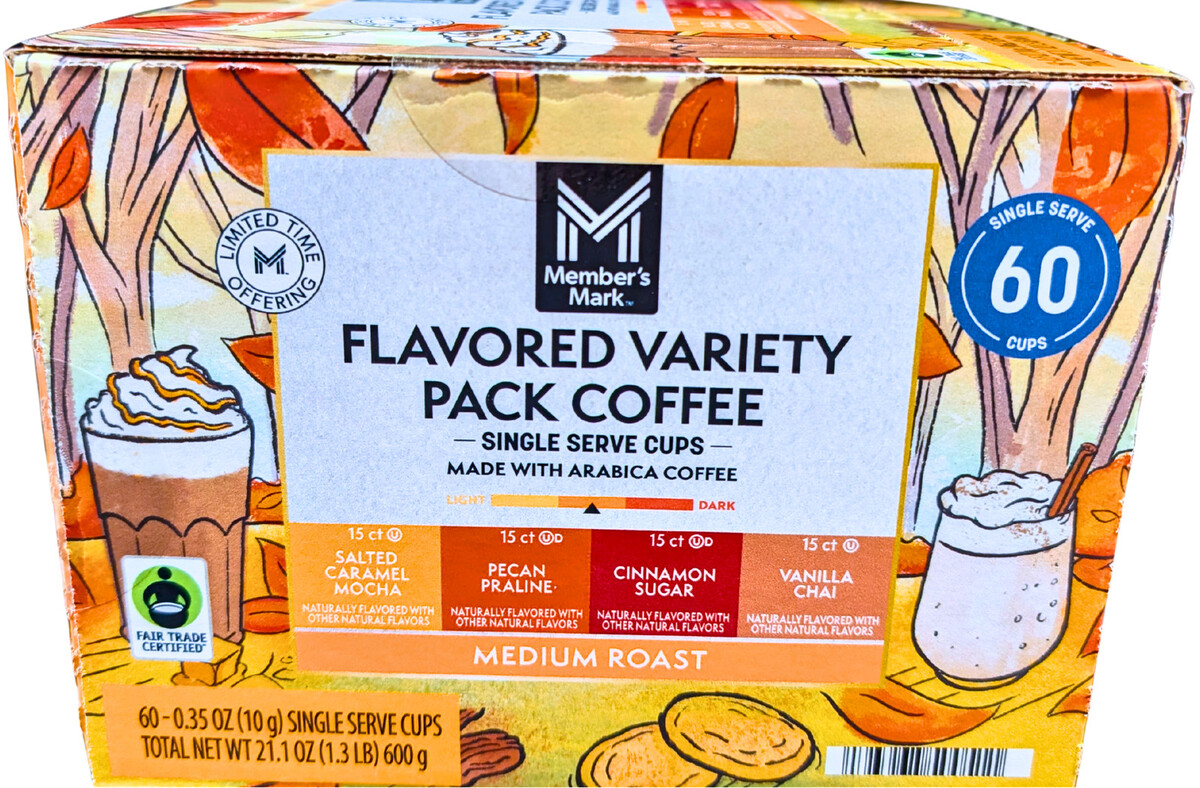 LIMITED TIME
OFFERING
Member's
Mark™
SINGLE SERVE
60
CUPS
FLAVORED VARIETY
PACK COFFEE
SINGLE SERVE CUPS
MADE WITH ARABICA COFFEE
LIGHT DARK
15 ct U
SALTED
CARAMEL
MOCHA
NATURALLY FLAVORED WITH
OTHER NATURAL FLAVORS
15 ct UD
PECAN
PRALINE
NATURALLY FLAVORED WITH
OTHER NATURAL FLAVORS
15 ct UD
CINNAMON
SUGAR
NATURALLY FLAVORED WITH
OTHER NATURAL FLAVORS
15 ct U
VANILLA
CHAI
NATURALLY FLAVORED WITH
OTHER NATURAL FLAVORS
MEDIUM ROAST
FAIR TRADE
CERTIFIED™
60 – 0.35 OZ (10 g) SINGLE SERVE CUPS
TOTAL NET WT 21.1 OZ (1.3 LB) 600 g